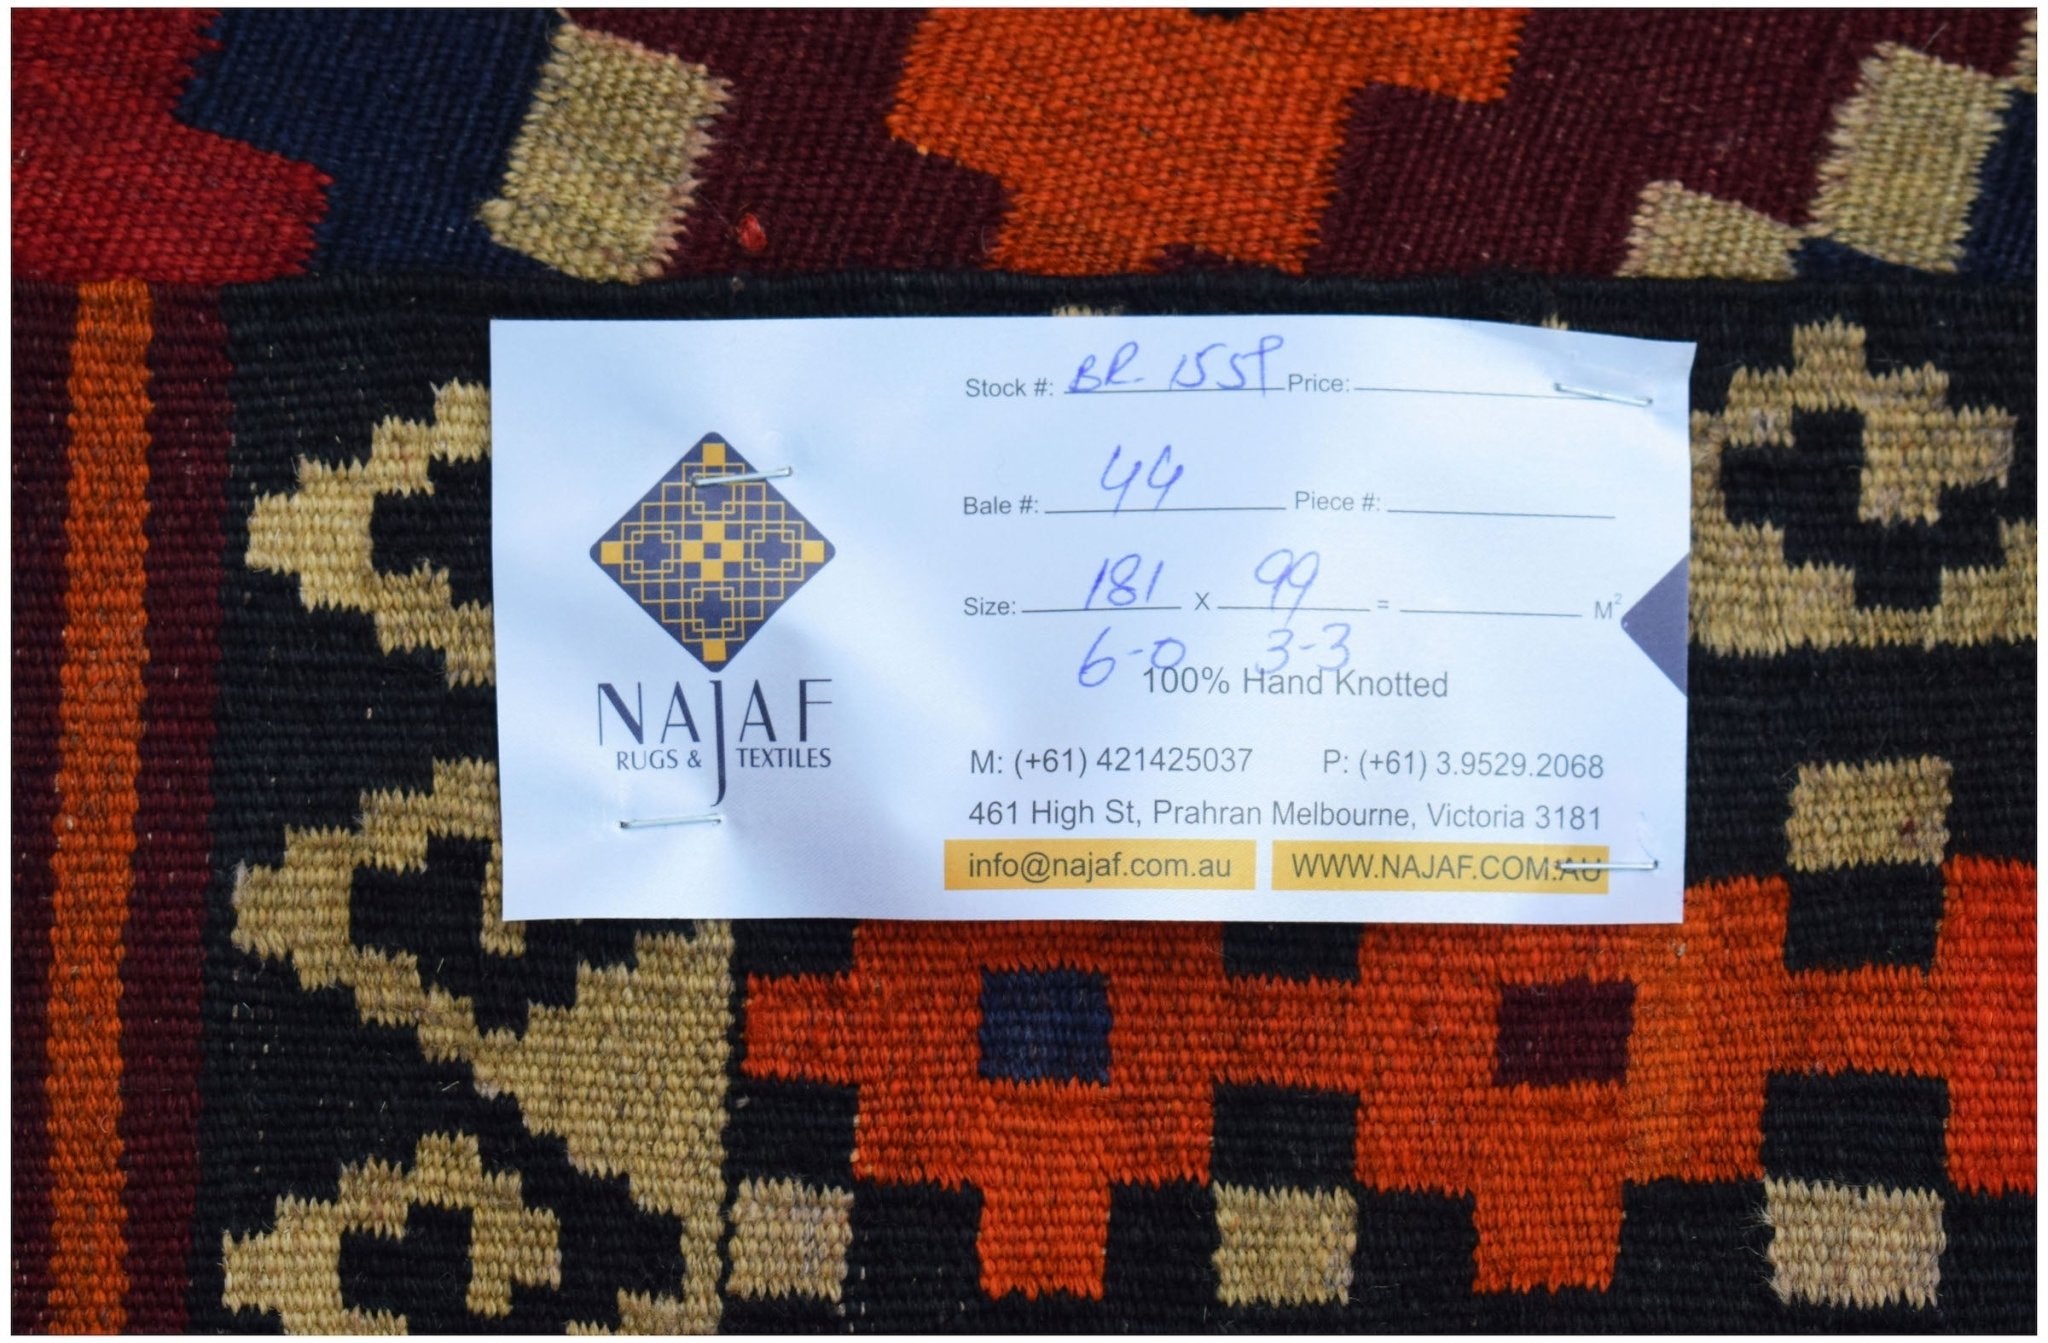 NAJAF
RUGS & TEXTILES
Stock #: BR 1559 Price:
Bale #: 44 Piece #:
Size: 181 X 99 = M²
6-0 3-3
100% Hand Knotted
M: (+61) 421425037 P: (+61) 3.9529.2068
461 High St, Prahran Melbourne, Victoria 3181
info@najaf.com.au WWW.NAJAF.COM.AU